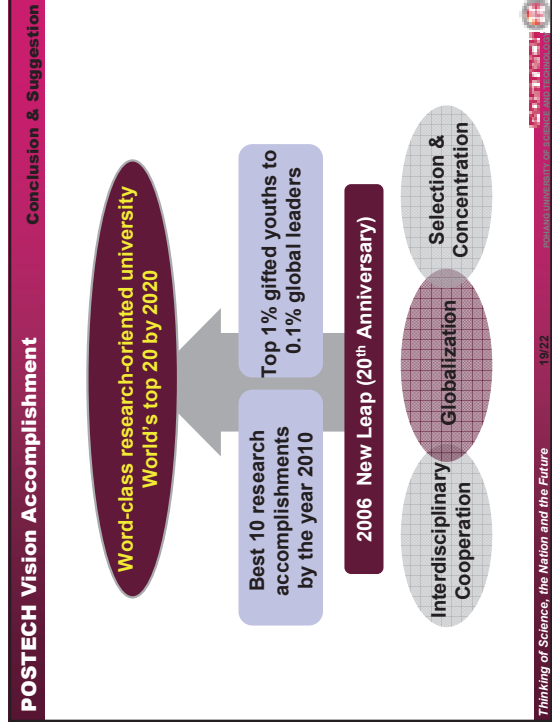 POSTECH Vision Accomplishment
Conclusion & Suggestion
Word-class research-oriented university
World's top 20 by 2020
Best 10 research
accomplishments
by the year 2010
Top 1% gifted youths to
0.1% global leaders
2006 New Leap (20th Anniversary)
Interdisciplinary
Cooperation
Globalization
Selection &
Concentration
Thinking of Science, the Nation and the Future
19/22
POHANG UNIVERSITY OF SCIENCE AND TECHNOLOGY